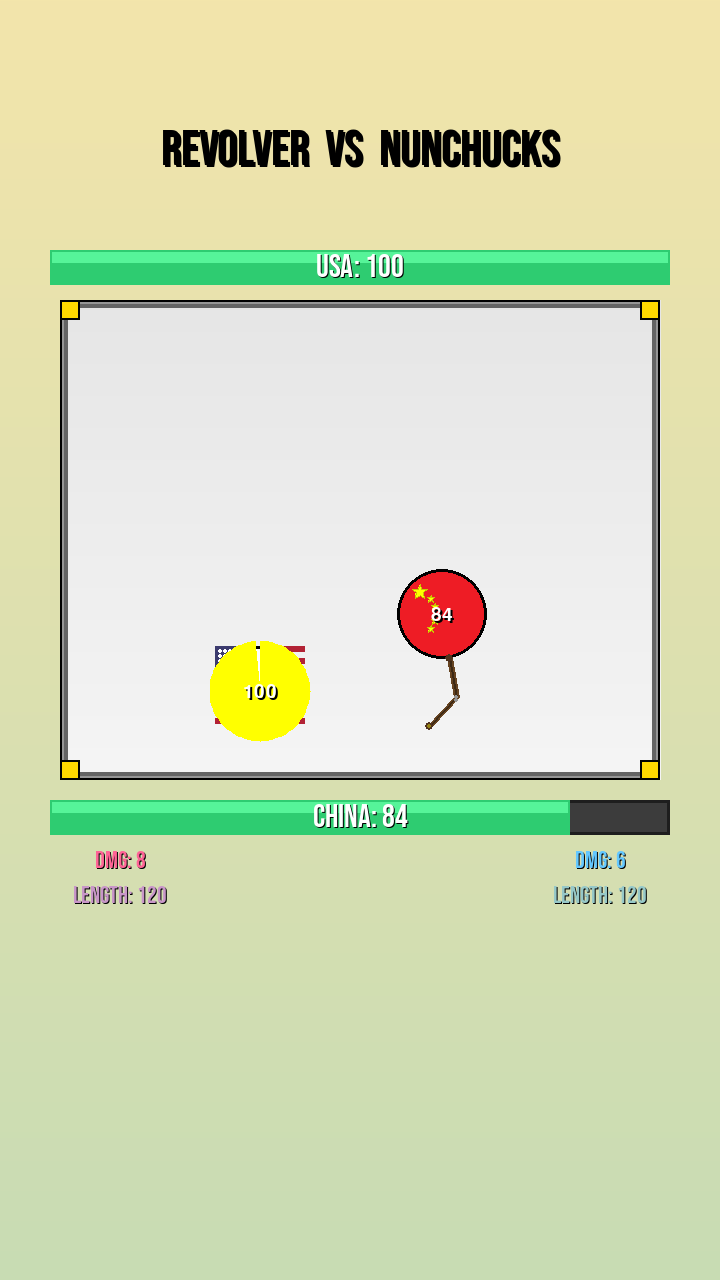 REVOLVER VS NUNCHUCKS
USA: 100
84
100
CHINA: 84
DMG: 8
DMG: 6
LENGTH: 120
LENGTH: 120